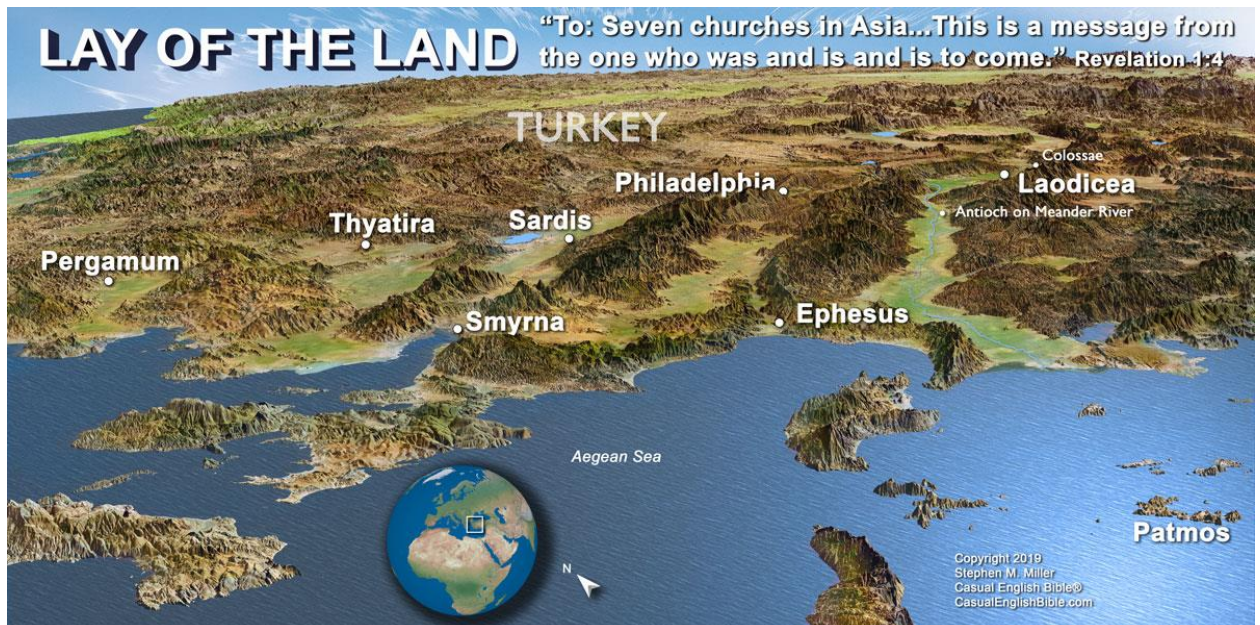 LAY OF THE LAND
“To: Seven churches in Asia...This is a message from
the one who was and is and is to come.” Revelation 1:4
TURKEY
Colossae
Philadelphia
Laodicea
Antioch on Meander River
Thyatira
Sardis
Pergamum
Smyrna
Ephesus
Aegean Sea
Patmos
N
Copyright 2019
Stephen M. Miller
Casual English Bible®
CasualEnglishBible.com